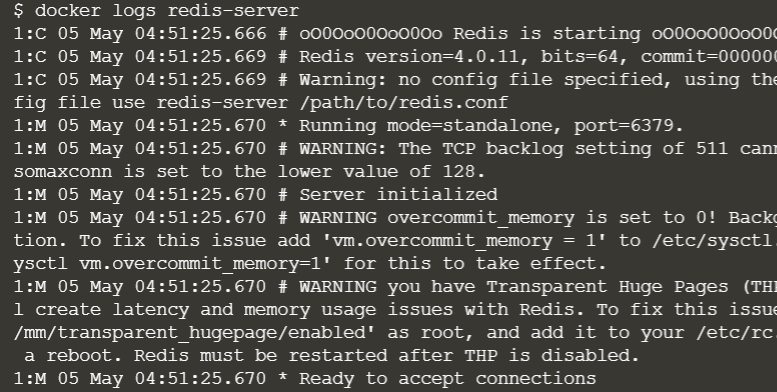 $ docker logs redis-server
1:C 05 May 04:51:25.666 # oO0OoO0OoO0Oo Redis is starting oO0OoO0OoO0O
1:C 05 May 04:51:25.669 # Redis version=4.0.11, bits=64, commit=000000
1:C 05 May 04:51:25.669 # Warning: no config file specified, using the
fig file use redis-server /path/to/redis.conf
1:M 05 May 04:51:25.670 * Running mode=standalone, port=6379.
1:M 05 May 04:51:25.670 # WARNING: The TCP backlog setting of 511 cann
somaxconn is set to the lower value of 128.
1:M 05 May 04:51:25.670 # Server initialized
1:M 05 May 04:51:25.670 # WARNING overcommit_memory is set to 0! Backg
tion. To fix this issue add 'vm.overcommit_memory = 1' to /etc/sysctl.
ysctl vm.overcommit_memory=1' for this to take effect.
1:M 05 May 04:51:25.670 # WARNING you have Transparent Huge Pages (THP
l create latency and memory usage issues with Redis. To fix this issue
/mm/transparent_hugepage/enabled' as root, and add it to your /etc/rc.
a reboot. Redis must be restarted after THP is disabled.
1:M 05 May 04:51:25.670 * Ready to accept connections